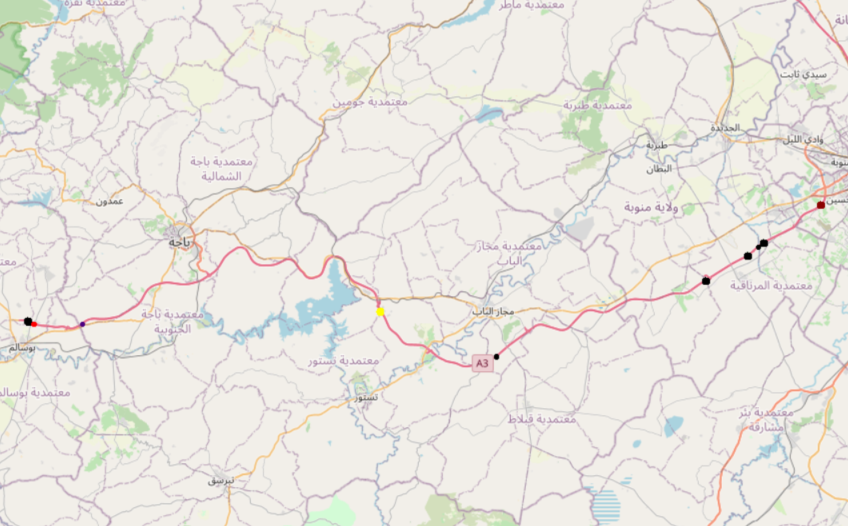 معتمدية نفزة
معتمدية ماطر
سيدي ثابت
معتمدية جومين
معتمدية طبربة
الجديدة
وادي الليل
طبربة
البطان
معتمدية باجة
الشمالية
عمدون
ولاية منوبة
باجة
معتمدية مجاز
الباب
معتمدية المرناقية
معتمدية باجة
الجنوبية
مجاز الباب
بوسالم
معتمدية تستور
A3
تستور
معتمدية قبلاط
معتمدية بئر
مشارقة
تبرسق